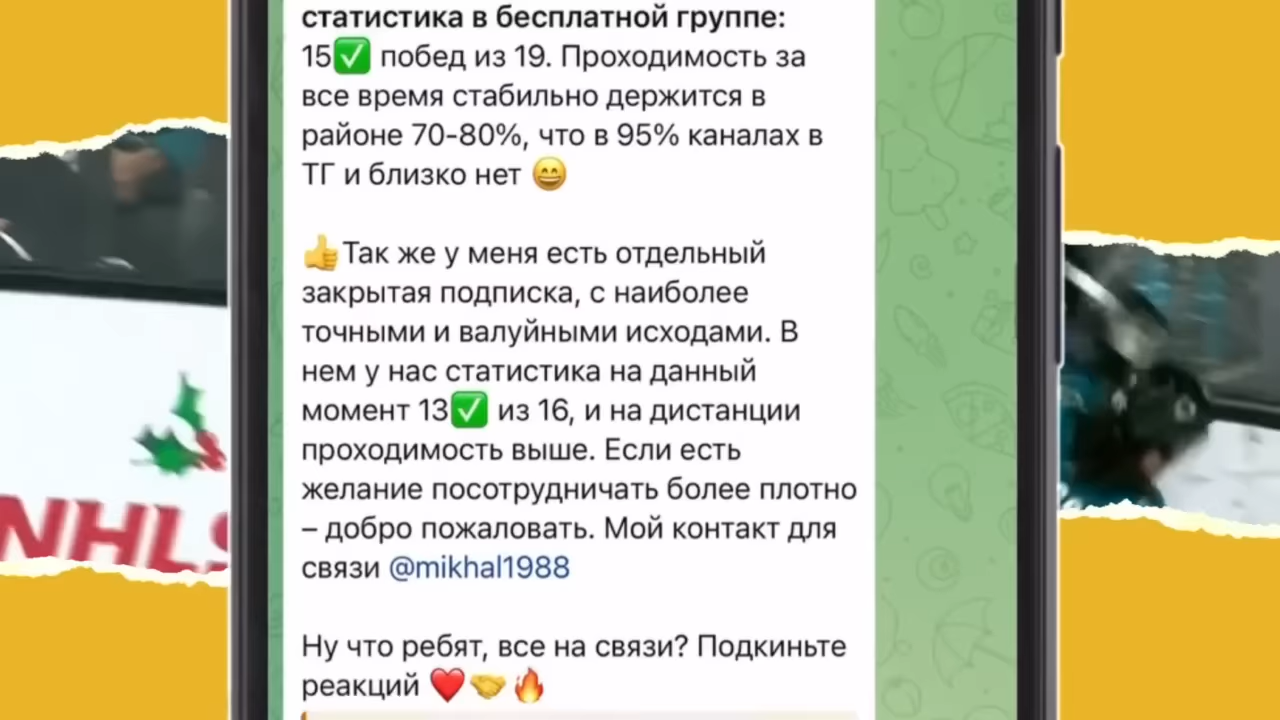 статистика в бесплатной группе:
15✅ побед из 19. Проходимость за
все время стабильно держится в
районе 70-80%, что в 95% каналах в
ТГ и близко нет 😄
👍Так же у меня есть отдельный
закрытая подписка, с наиболее
точными и валуйными исходами. В
нем у нас статистика на данный
момент 13✅ из 16, и на дистанции
проходимость выше. Если есть
желание посотрудничать более плотно
– добро пожаловать. Мой контакт для
связи @mikhal1988
Ну что ребят, все на связи? Подкиньте
реакций ❤️🤝🔥
NHLS